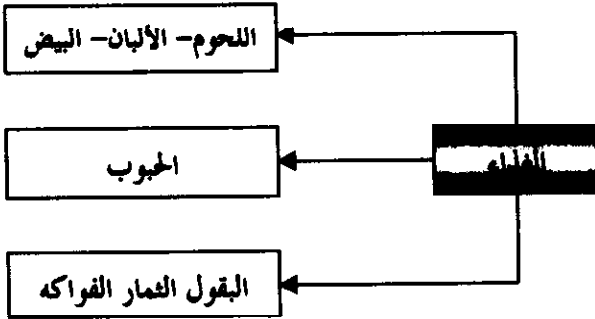 اللحوم- الألبان- البيض
الغذاء
الحبوب
البقول الثمار الفواكه